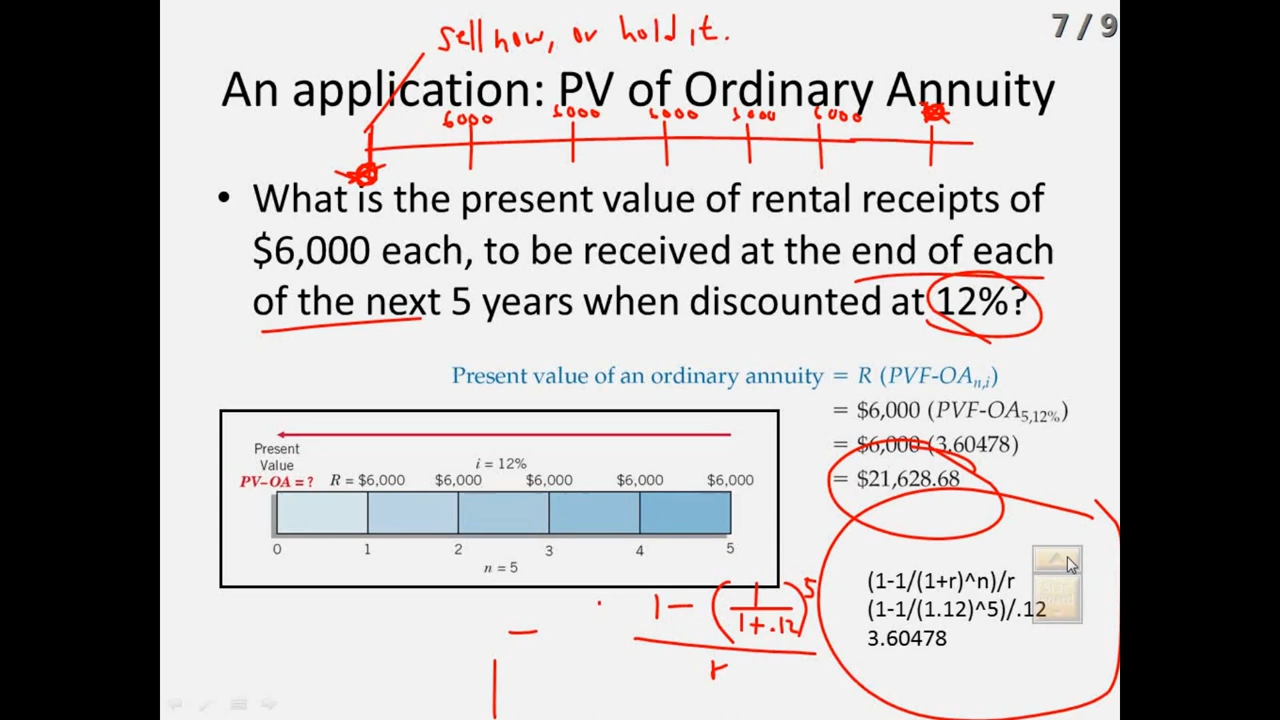 7 / 9
sell now, or hold it.
An application: PV of Ordinary Annuity
6000 6000 6000 6000 6000
• What is the present value of rental receipts of
$6,000 each, to be received at the end of each
of the next 5 years when discounted at 12%?
Present value of an ordinary annuity = R (PVF-OAn,i)
= $6,000 (PVF-OA5,12%)
= $6,000 (3.60478)
= $21,628.68
Present
Value
PV–OA = ?
i = 12%
R = $6,000 $6,000 $6,000 $6,000 $6,000
0 1 2 3 4 5
n = 5
(1-1/(1+r)^n)/r
(1-1/(1.12)^5)/.12
3.60478
1 - (1/1+.12)5
r